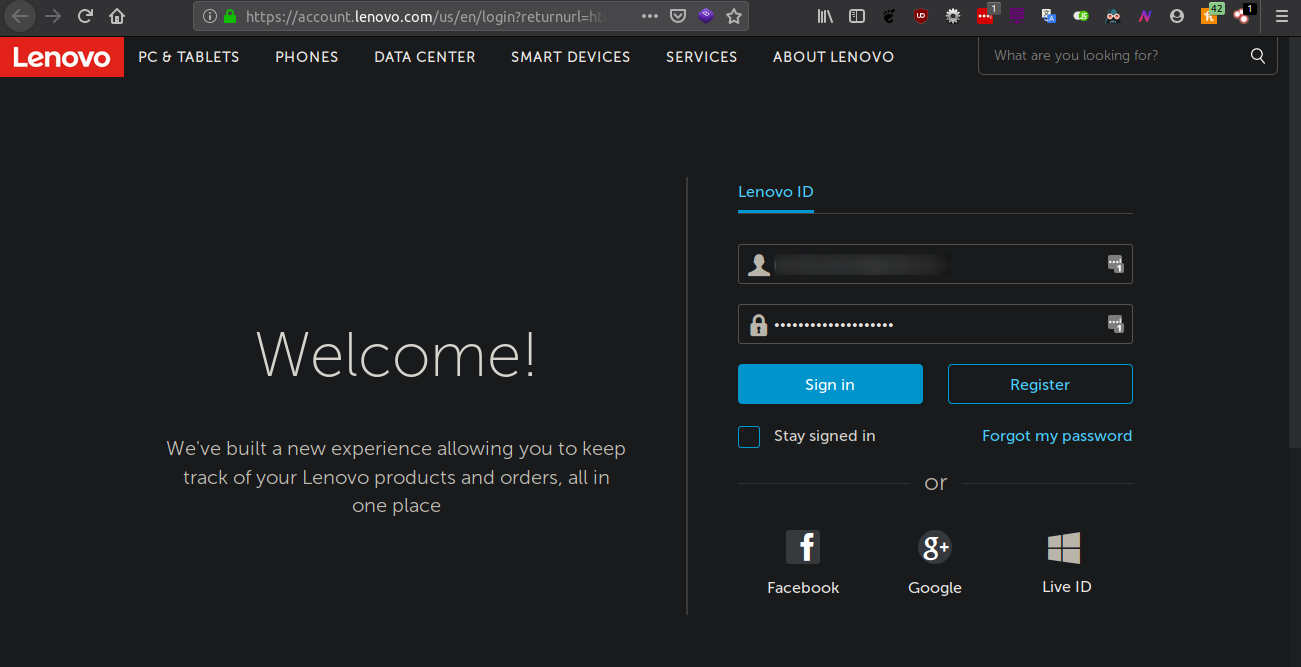 https://account.lenovo.com/us/en/login?returnurl=ht
1
42
1
Lenovo
PC & TABLETS
PHONES
DATA CENTER
SMART DEVICES
SERVICES
ABOUT LENOVO
What are you looking for?
Lenovo ID
Welcome!
We've built a new experience allowing you to keep
track of your Lenovo products and orders, all in
one place
••••••••••••••••••••
Sign in
Register
Stay signed in
Forgot my password
or
Facebook
Google
Live ID